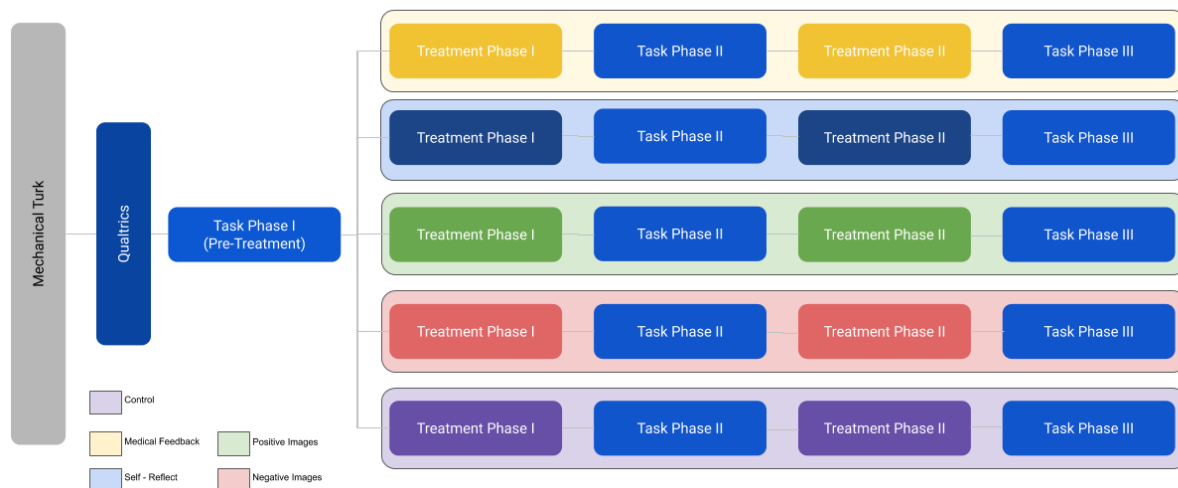 Mechanical Turk
Qualtrics
Task Phase I
(Pre-Treatment)
Treatment Phase I
Task Phase II
Treatment Phase II
Task Phase III
Treatment Phase I
Task Phase II
Treatment Phase II
Task Phase III
Treatment Phase I
Task Phase II
Treatment Phase II
Task Phase III
Treatment Phase I
Task Phase II
Treatment Phase II
Task Phase III
Treatment Phase I
Task Phase II
Treatment Phase II
Task Phase III
Control
Medical Feedback
Positive Images
Self - Reflect
Negative Images